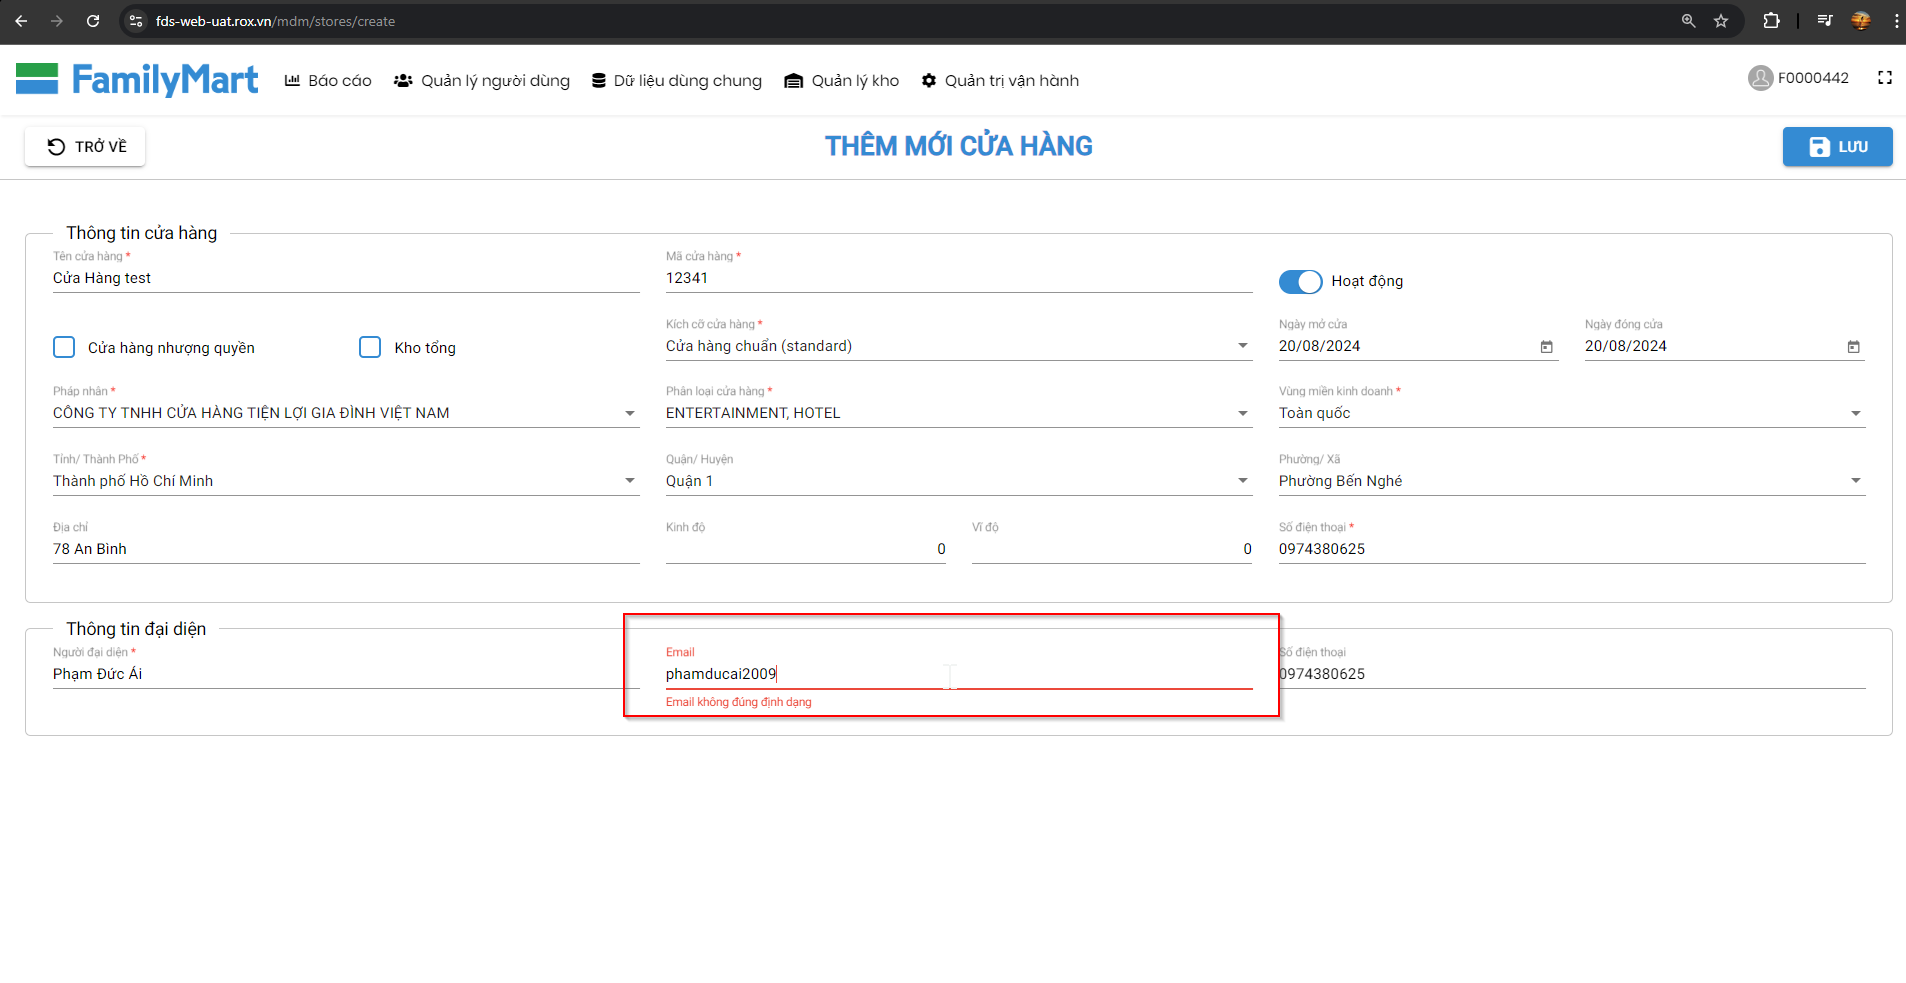 fds-web-uat.rox.vn/mdm/stores/create
FamilyMart
Báo cáo
Quản lý người dùng
Dữ liệu dùng chung
Quản lý kho
Quản trị vận hành
F0000442
TRỞ VỀ
THÊM MỚI CỬA HÀNG
LƯU
Thông tin cửa hàng
Tên cửa hàng *
Cửa Hàng test
Mã cửa hàng *
12341
Hoạt động
Cửa hàng nhượng quyền
Kho tổng
Kích cỡ cửa hàng *
Cửa hàng chuẩn (standard)
Ngày mở cửa
20/08/2024
Ngày đóng cửa
20/08/2024
Pháp nhân *
CÔNG TY TNHH CỬA HÀNG TIỆN LỢI GIA ĐÌNH VIỆT NAM
Phân loại cửa hàng *
ENTERTAINMENT, HOTEL
Vùng miền kinh doanh *
Toàn quốc
Tỉnh/ Thành Phố *
Thành phố Hồ Chí Minh
Quận/ Huyện
Quận 1
Phường/ Xã
Phường Bến Nghé
Địa chỉ
78 An Bình
Kinh độ
0
Vĩ độ
0
Số điện thoại *
0974380625
Thông tin đại diện
Người đại diện *
Phạm Đức Ái
Email
phamducai2009
Email không đúng định dạng
Số điện thoại
0974380625